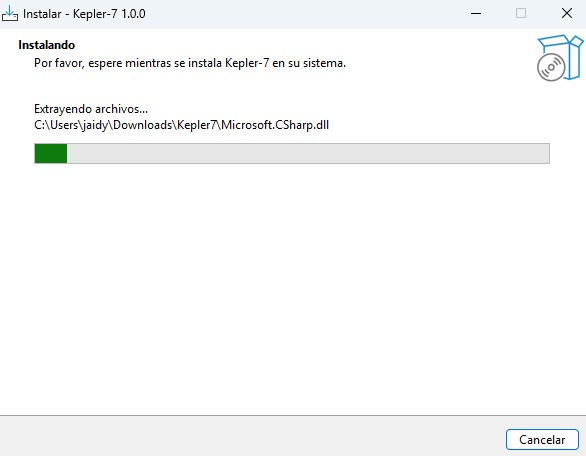 Instalar - Kepler-7 1.0.0
Instalando
Por favor, espere mientras se instala Kepler-7 en su sistema.
Extrayendo archivos...
C:\Users\jaidy\Downloads\Kepler7\Microsoft.CSharp.dll
Cancelar